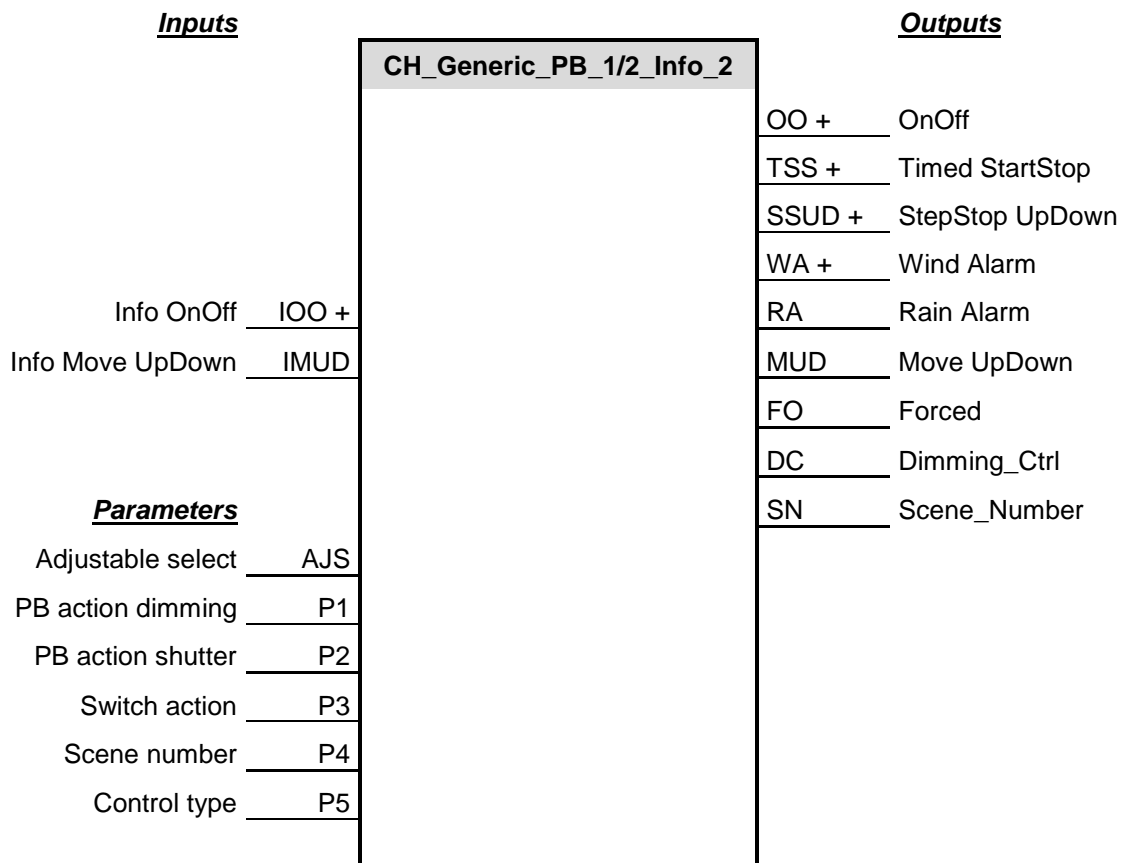 Inputs
Outputs
CH_Generic_PB_1/2_Info_2
OO + OnOff
TSS + Timed StartStop
SSUD + StepStop UpDown
WA + Wind Alarm
Info OnOff IOO + RA Rain Alarm
Info Move UpDown IMUD MUD Move UpDown
FO Forced
DC Dimming_Ctrl
Parameters SN Scene_Number
Adjustable select AJS
PB action dimming P1
PB action shutter P2
Switch action P3
Scene number P4
Control type P5